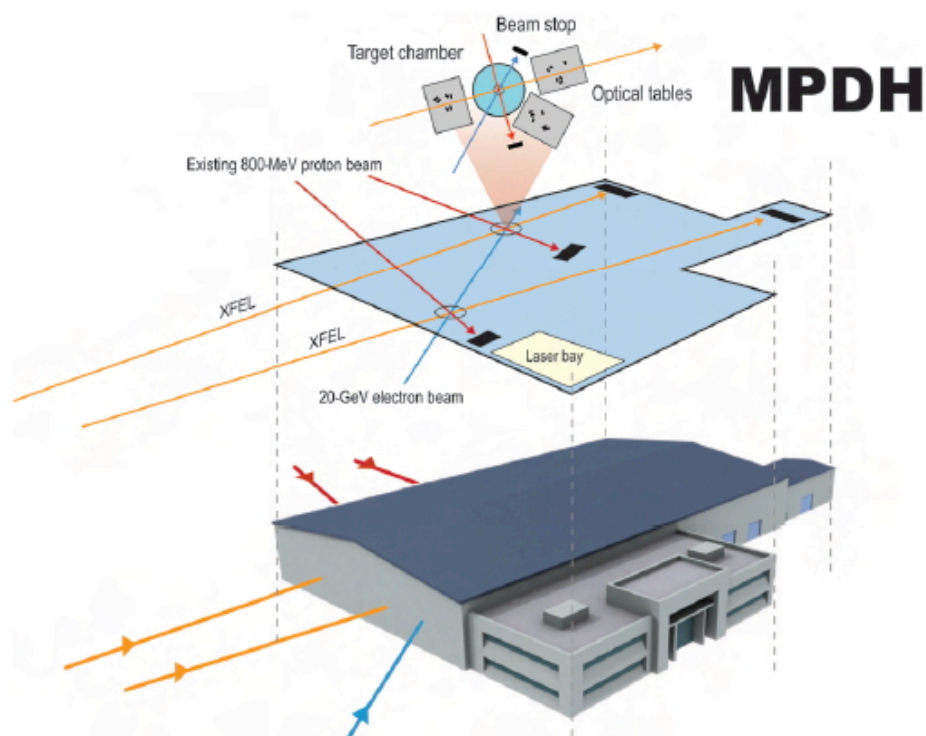 Beam stop
Target chamber
MPDH
Optical tables
Existing 800-MeV proton beam
XFEL
XFEL
Laser bay
20-GeV electron beam